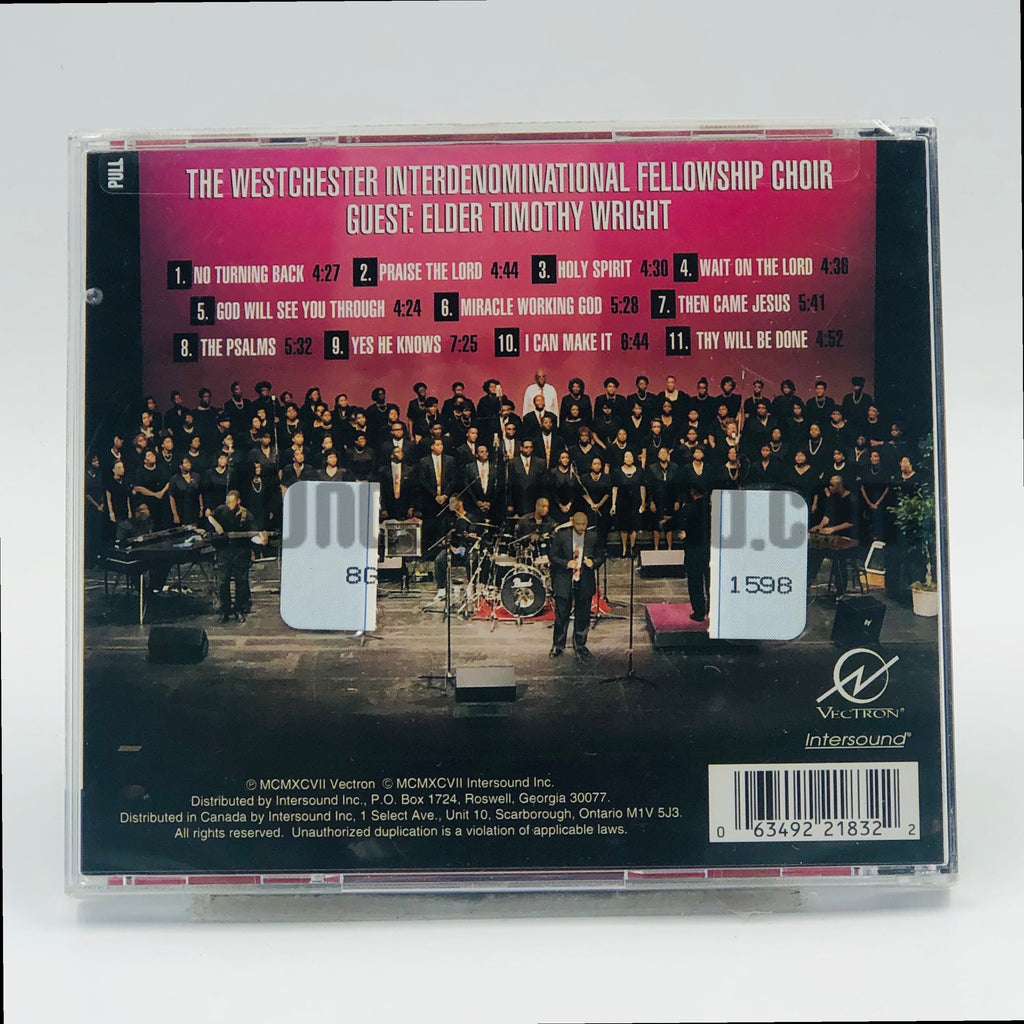 PULL
THE WESTCHESTER INTERDENOMINATIONAL FELLOWSHIP CHOIR
GUEST: ELDER TIMOTHY WRIGHT
1. NO TURNING BACK 4:27 2. PRAISE THE LORD 4:44 3. HOLY SPIRIT 4:30 4. WAIT ON THE LORD 4:36
5. GOD WILL SEE YOU THROUGH 4:24 6. MIRACLE WORKING GOD 5:28 7. THEN CAME JESUS 5:41
8. THE PSALMS 5:32 9. YES HE KNOWS 7:25 10. I CAN MAKE IT 6:44 11. THY WILL BE DONE 4:52
1598
VECTRON®
Intersound®
℗ MCMXCVII Vectron © MCMXCVII Intersound Inc.
Distributed by Intersound Inc., P.O. Box 1724, Roswell, Georgia 30077.
Distributed in Canada by Intersound Inc, 1 Select Ave., Unit 10, Scarborough, Ontario M1V 5J3.
All rights reserved. Unauthorized duplication is a violation of applicable laws.
0 63492 21832 2